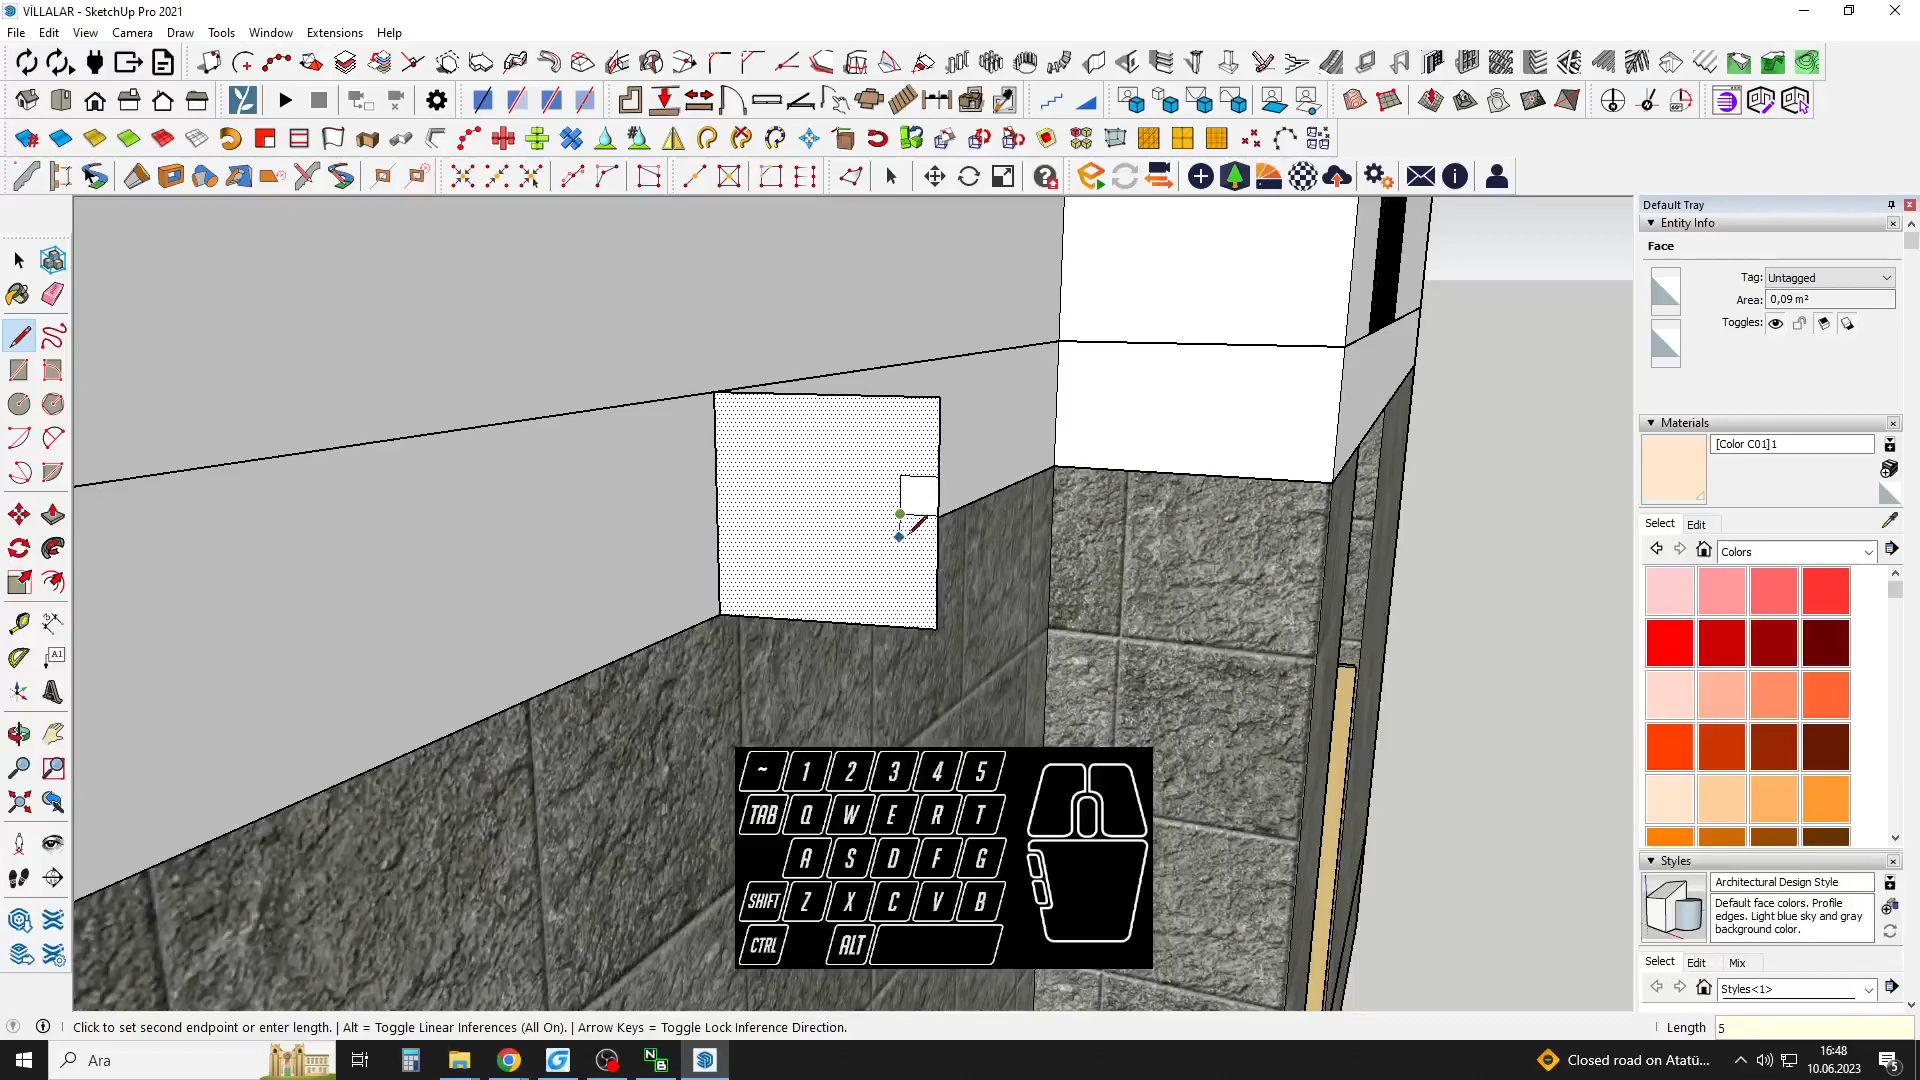 VİLLALAR - SketchUp Pro 2021
File Edit View Camera Draw Tools Window Extensions Help
Default Tray
Entity Info
Face
Tag: Untagged
Area: 0,09 m²
Toggles:
Materials
[Color C01]1
Select Edit
Colors
Styles
Architectural Design Style
Default face colors. Profile
edges. Light blue sky and gray
background color.
Select Edit Mix
Styles<1>
A1
~ 1 2 3 4 5
TAB Q W E R T
A S D F G
SHIFT Z X C V B
CTRL ALT
Click to set second endpoint or enter length. | Alt = Toggle Linear Inferences (All On). | Arrow Keys = Toggle Lock Inference Direction.
Length 5
Ara
N
B
Closed road on Atatü...
16:48
10.06.2023
5